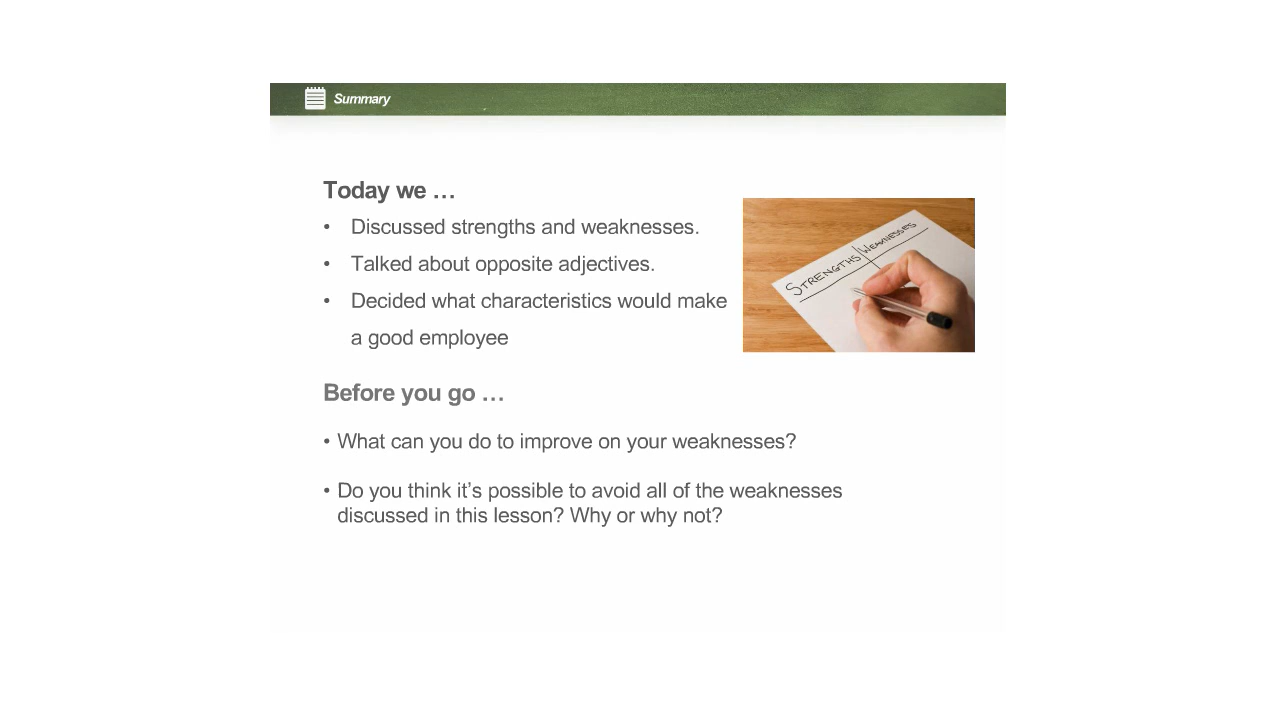 Summary
Today we …
• Discussed strengths and weaknesses.
• Talked about opposite adjectives.
• Decided what characteristics would make
a good employee
STRENGTHS WEAKNESSES
Before you go …
• What can you do to improve on your weaknesses?
• Do you think it’s possible to avoid all of the weaknesses
discussed in this lesson? Why or why not?